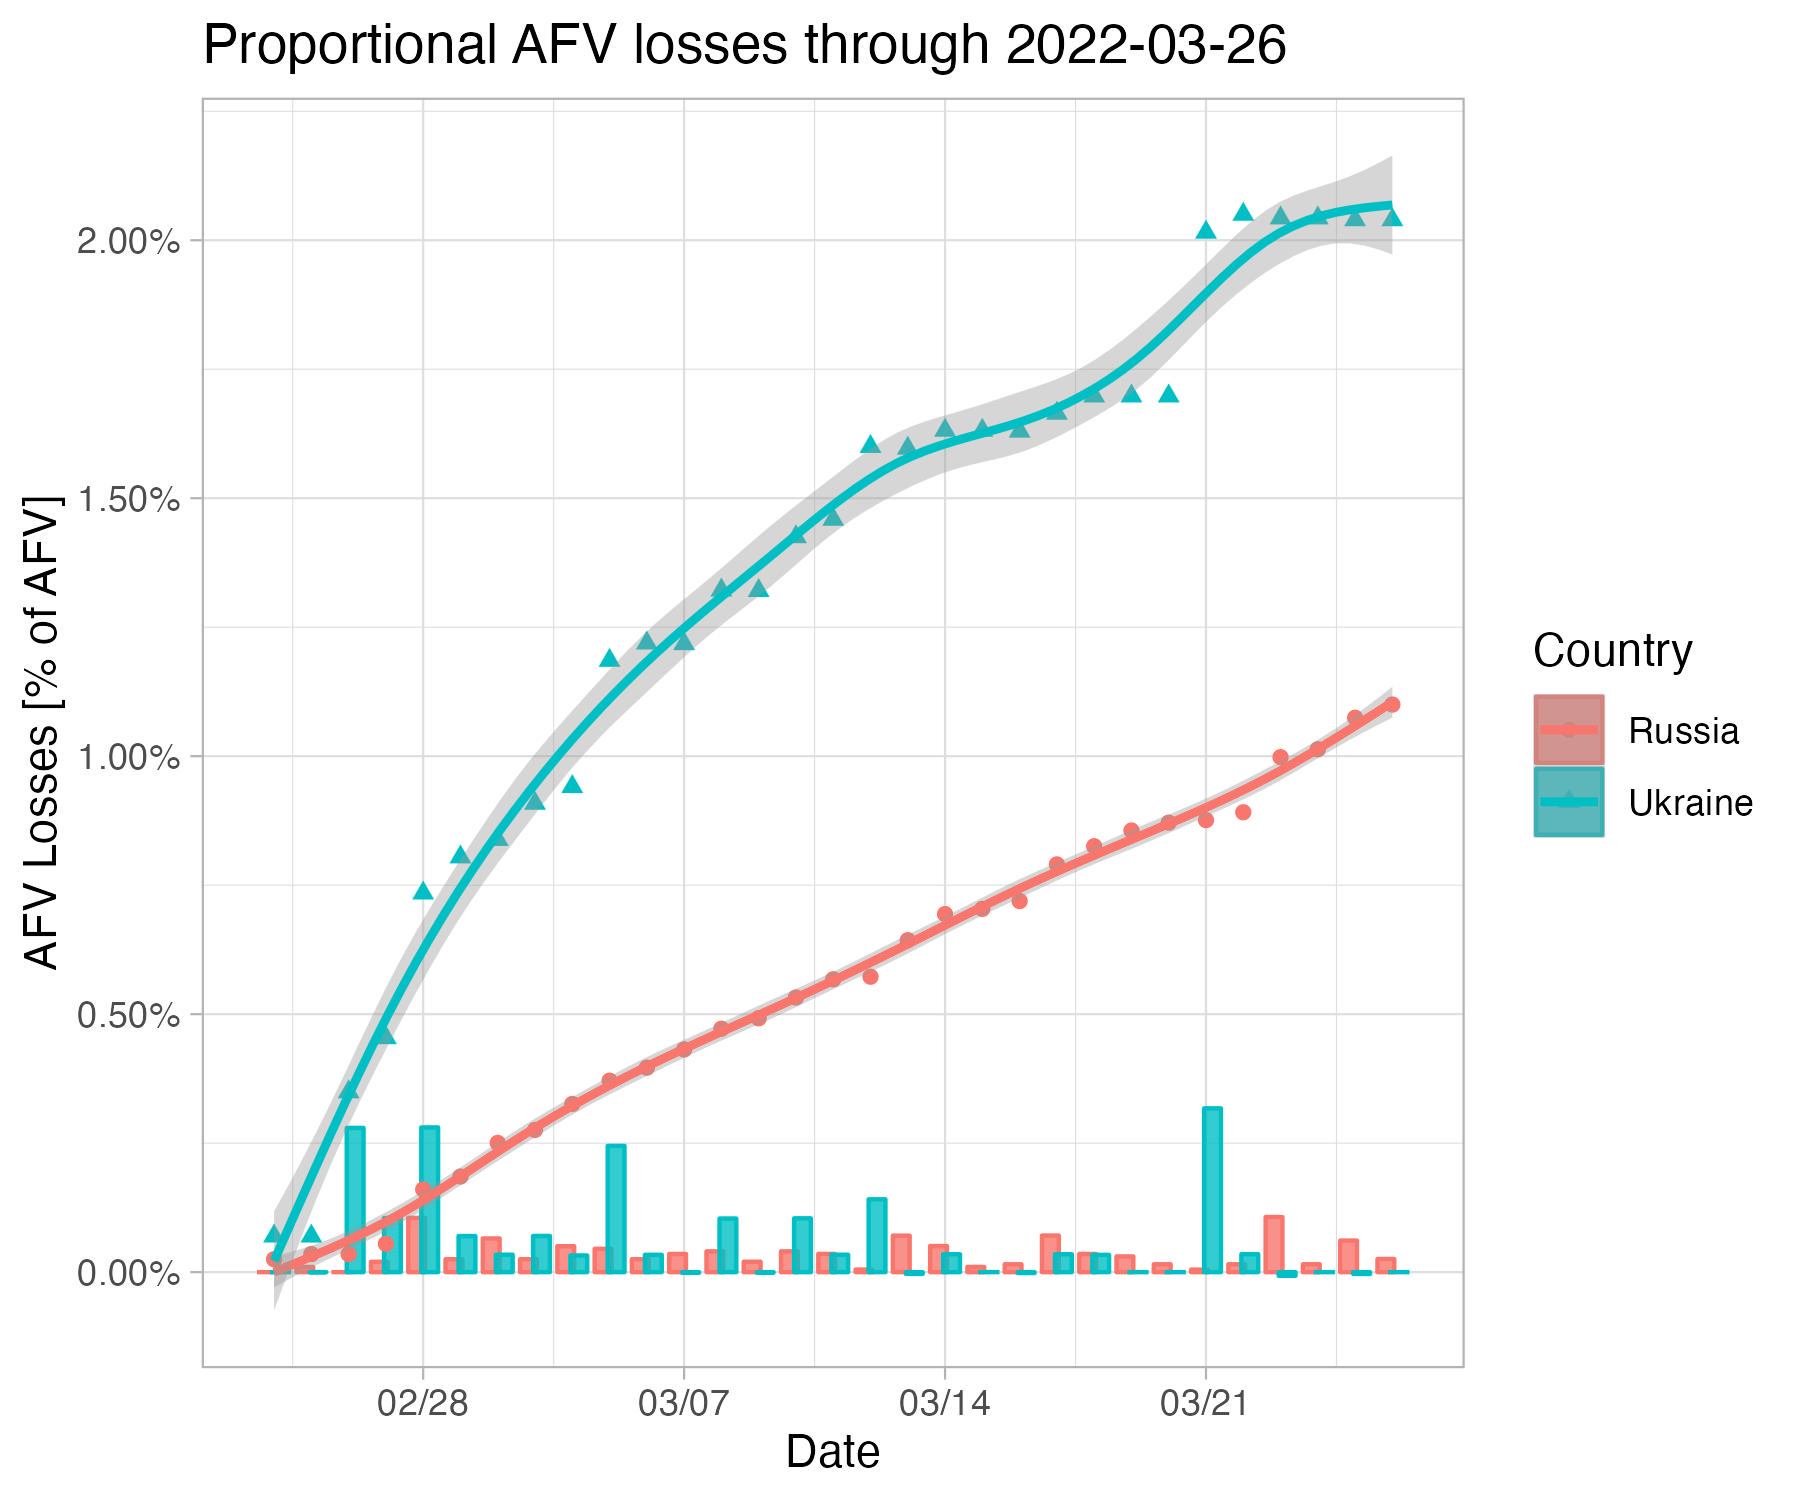 Proportional AFV losses through 2022-03-26
AFV Losses [% of AFV]
2.00%
1.50%
1.00%
0.50%
0.00%
02/28
03/07
03/14
03/21
Date
Country
Russia
Ukraine